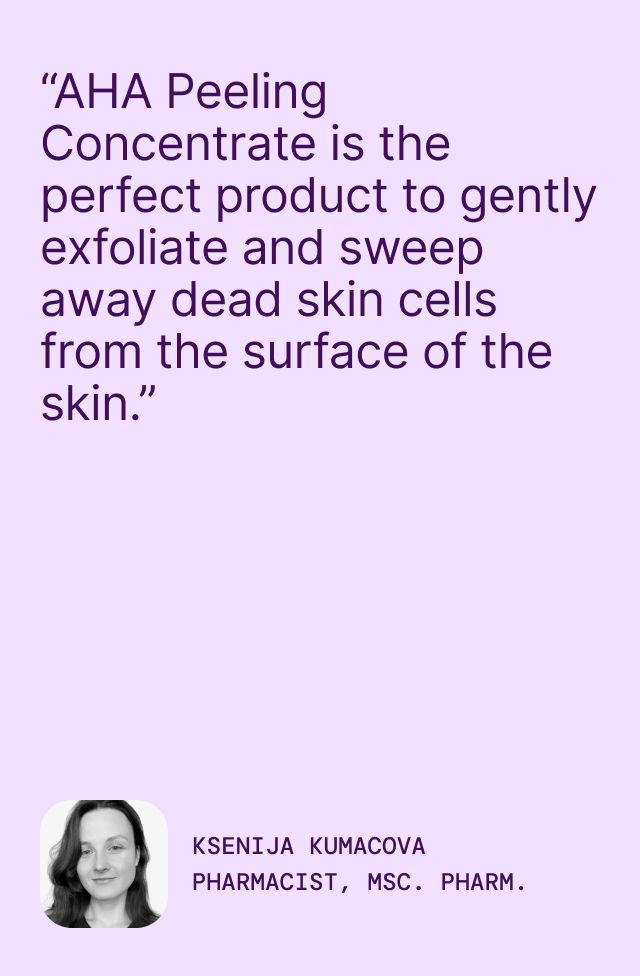 “AHA Peeling
Concentrate is the
perfect product to gently
exfoliate and sweep
away dead skin cells
from the surface of the
skin.”
KSENIJA KUMACOVA
PHARMACIST, MSC. PHARM.